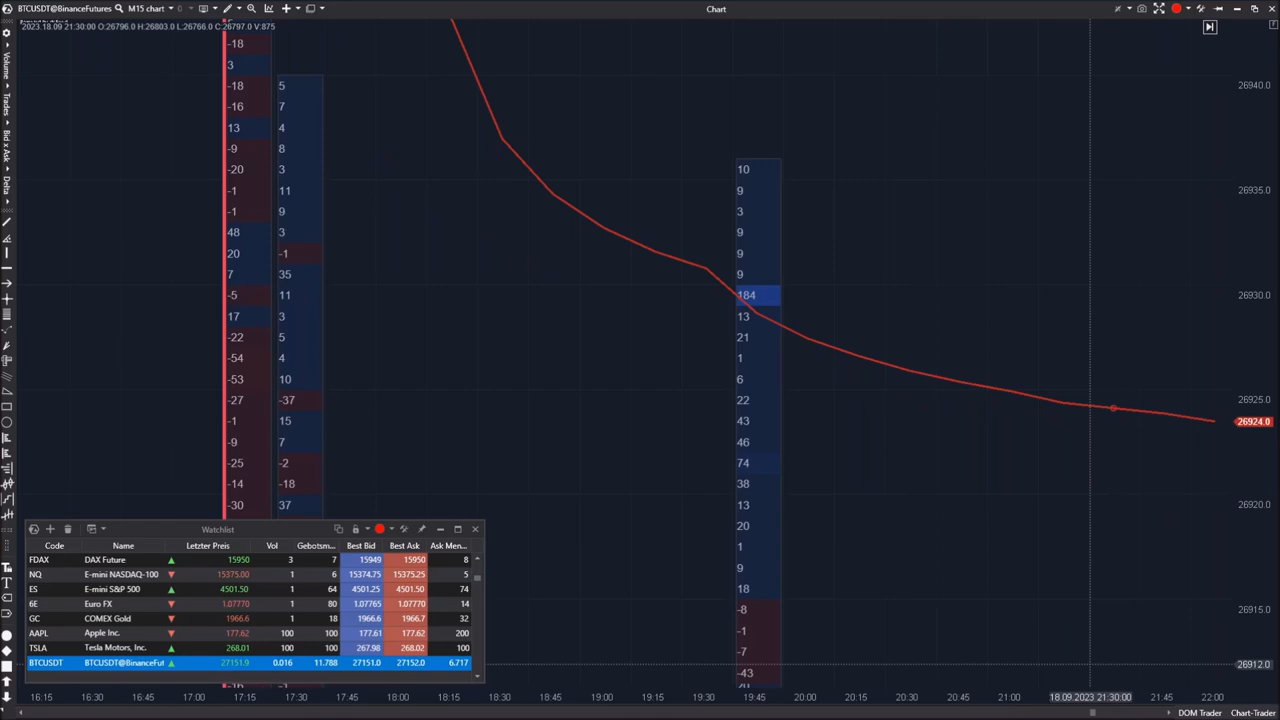 BTCUSDT@BinanceFutures M15 chart Chart
2023.18.09 21:30:00 O:26796.0 H:26803.0 L:26766.0 C:26797.0 V:875
Volume
Trades
Bid x Ask
Delta
-18
3
-18 5
-16 7
13 4
-9 8
-20 3 10
-1 11 9
-1 9 3
48 3 9
20 -1 9
7 35 9
-5 11 184
17 3 13
-22 5 21
-54 4 1
-53 10 6
-27 -37 22
-1 15 43
-9 7 46
-25 -2 74
-14 -18 38
-30 37 13
20
1
9
18
-8
-1
-7
-43
26940.0
26935.0
26930.0
26925.0
26924.0
26920.0
26915.0
26912.0
Watchlist
Code Name Letzter Preis Vol Gebotsm... Best Bid Best Ask Ask Men...
FDAX DAX Future 15950 3 7 15949 15950 8
NQ E-mini NASDAQ-100 15375.00 1 6 15374.75 15375.25 5
ES E-mini S&P 500 4501.50 1 64 4501.25 4501.50 74
6E Euro FX 1.07770 1 80 1.07765 1.07770 14
GC COMEX Gold 1966.6 1 18 1966.6 1966.7 32
AAPL Apple Inc. 177.62 100 100 177.61 177.62 200
TSLA Tesla Motors, Inc. 268.01 100 100 267.98 268.02 100
BTCUSDT BTCUSDT@BinanceFut 27151.9 0.016 11.788 27151.0 27152.0 6.717
16:15 16:30 16:45 17:00 17:15 17:30 17:45 18:00 18:15 18:30 18:45 19:00 19:15 19:30 19:45 20:00 20:15 20:30 20:45 21:00 18.09.2023 21:30:00 21:45 22:00
DOM Trader Chart-Trader